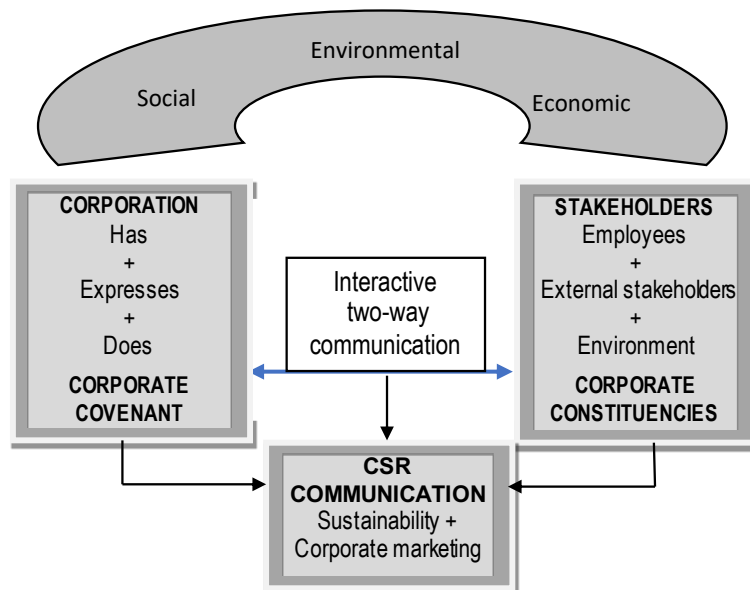 Environmental
Social
Economic
CORPORATION
Has
+
Expresses
+
Does
CORPORATE
COVENANT
Interactive
two-way
communication
STAKEHOLDERS
Employees
+
External stakeholders
+
Environment
CORPORATE
CONSTITUENCIES
CSR
COMMUNICATION
Sustainability +
Corporate marketing